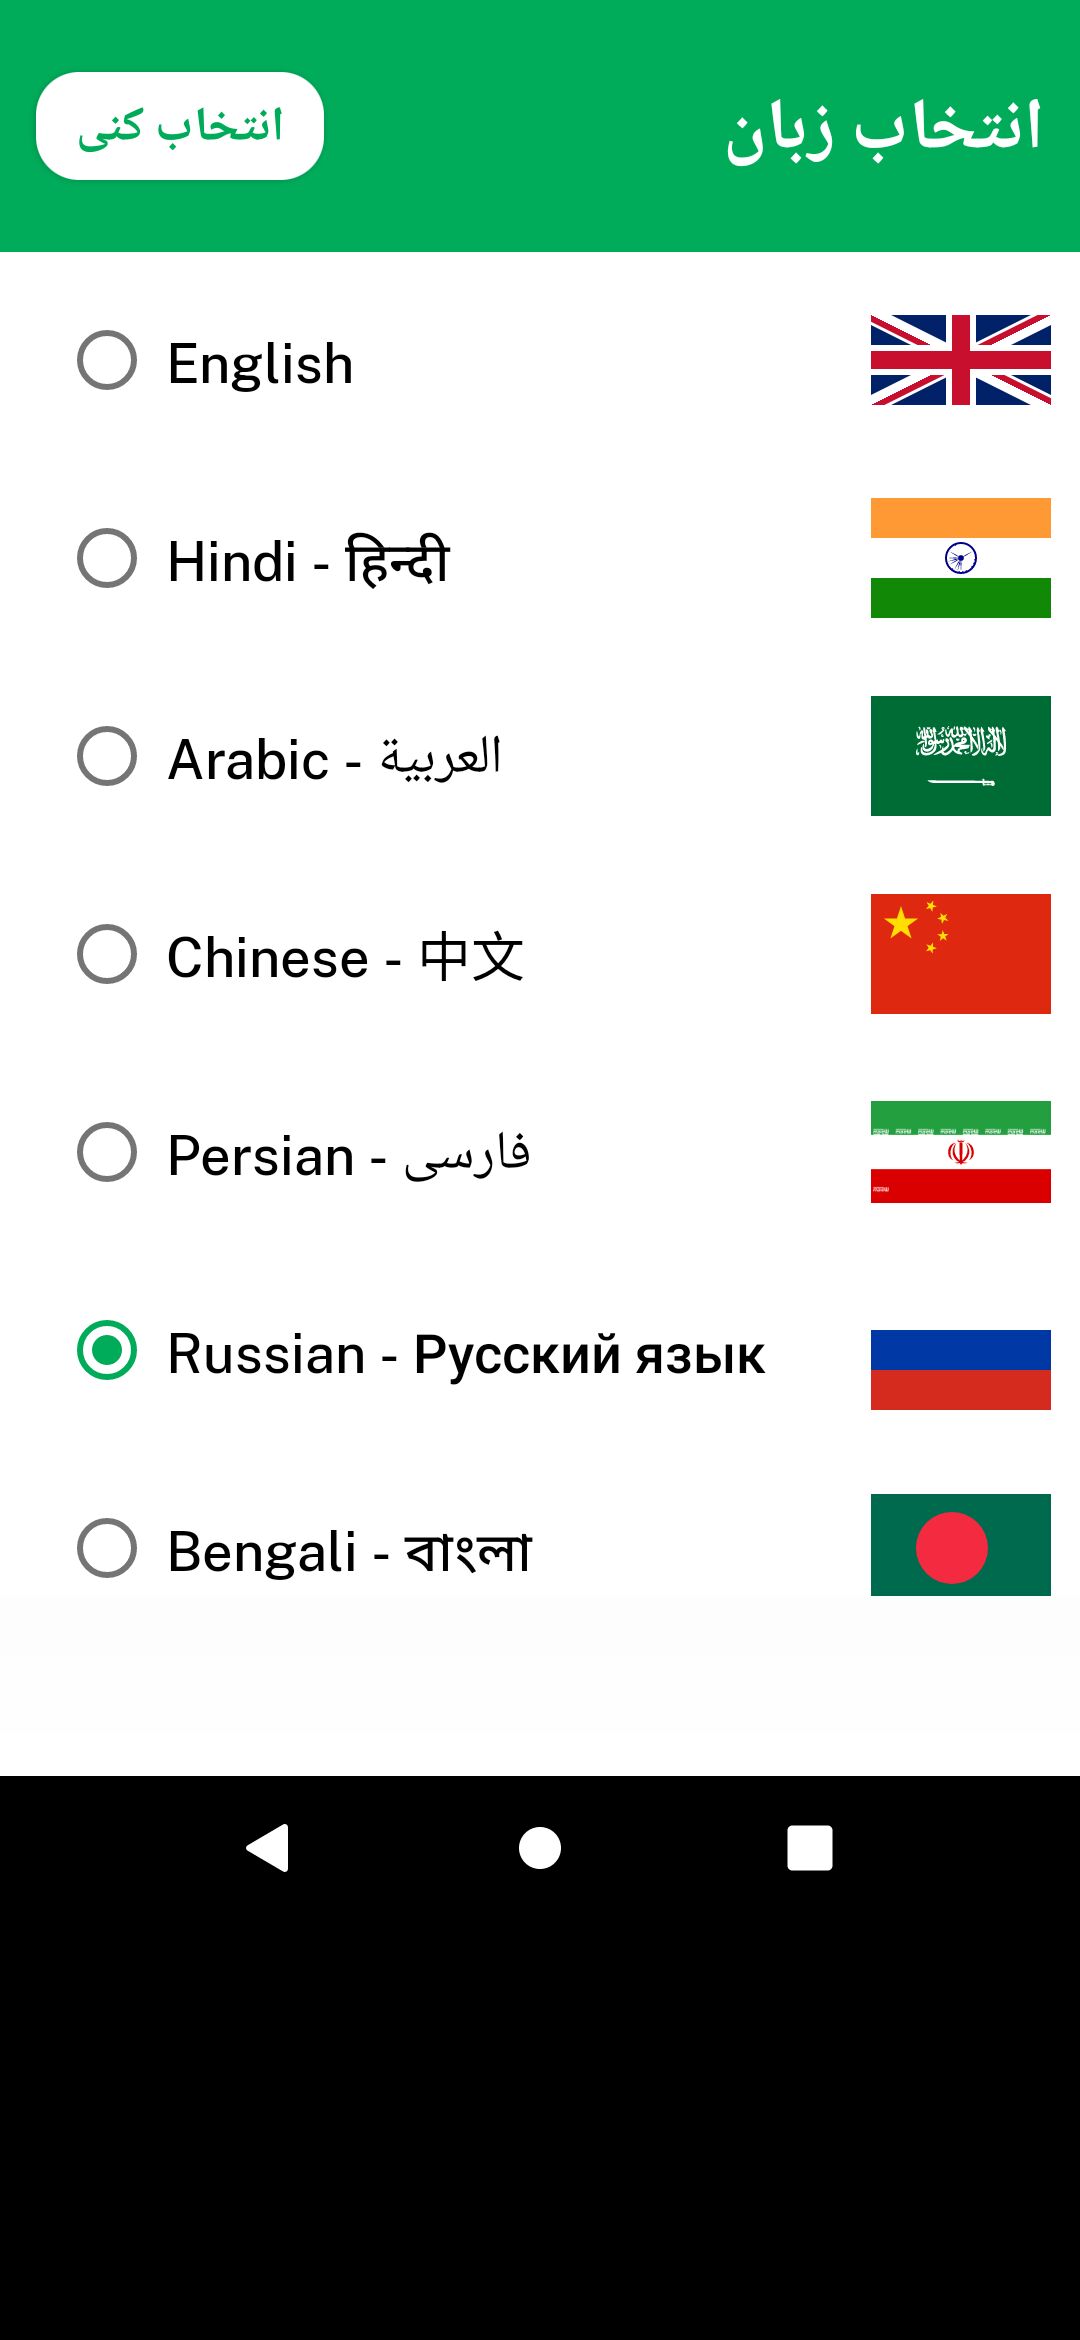 انتخاب زبان
انتخاب کنی
English
Hindi - हिन्दी
Arabic - العربية
Chinese - 中文
Persian - فارسی
Russian - Русский язык
Bengali - বাংলা